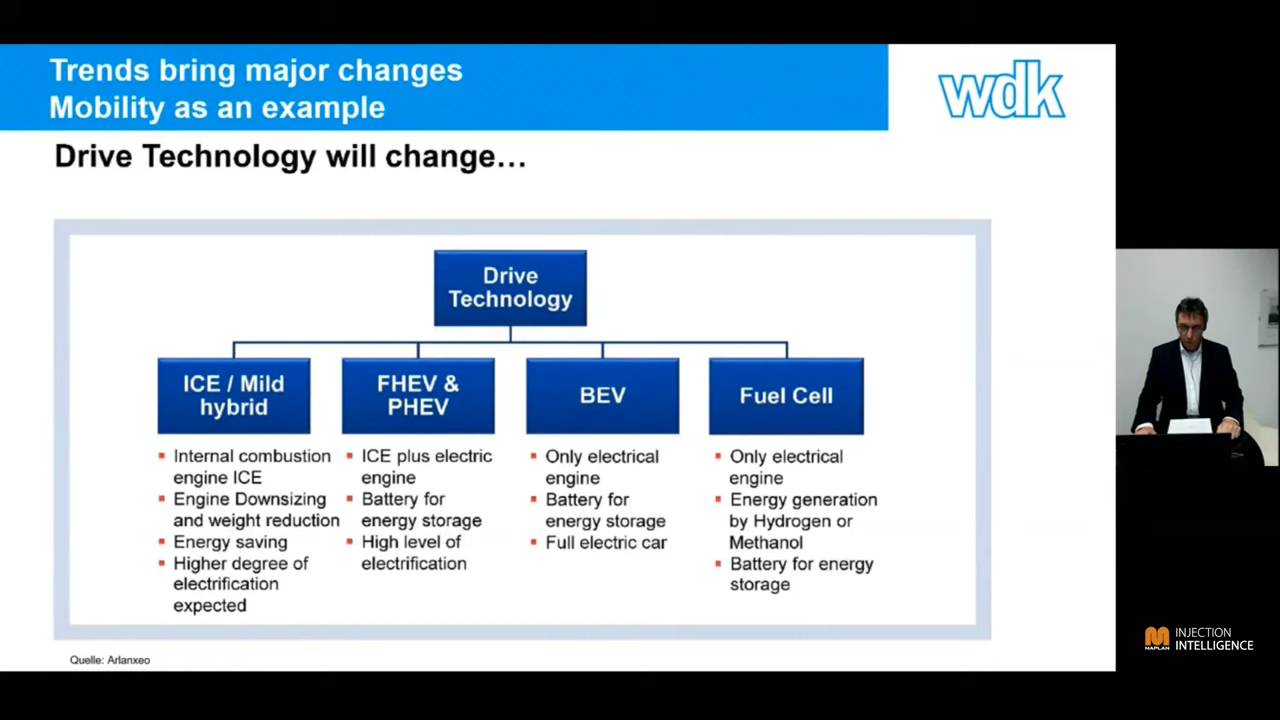 Trends bring major changes
Mobility as an example
wdk
Drive Technology will change...
Drive
Technology
ICE / Mild
hybrid
FHEV &
PHEV
BEV
Fuel Cell
Internal combustion
engine ICE
Engine Downsizing
and weight reduction
Energy saving
Higher degree of
electrification
expected
ICE plus electric
engine
Battery for
energy storage
High level of
electrification
Only electrical
engine
Battery for
energy storage
Full electric car
Only electrical
engine
Energy generation
by Hydrogen or
Methanol
Battery for energy
storage
Quelle: Arlanxeo
MAPLAN
INJECTION
INTELLIGENCE